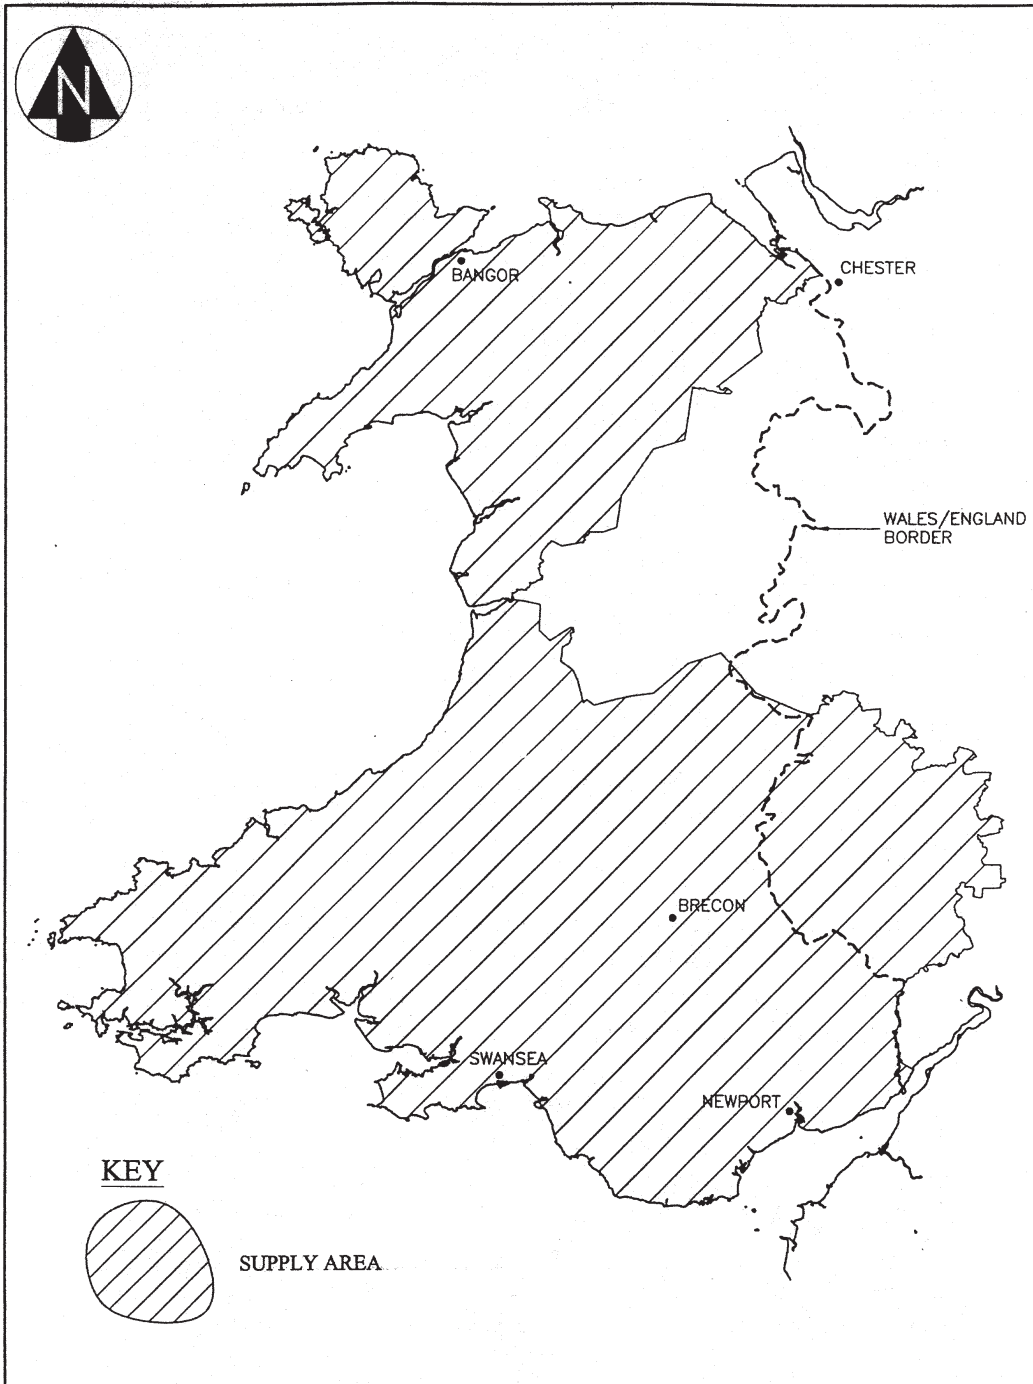 N
BANGOR
CHESTER
WALES/ENGLAND
BORDER
BRECON
SWANSEA
NEWPORT
KEY
SUPPLY AREA